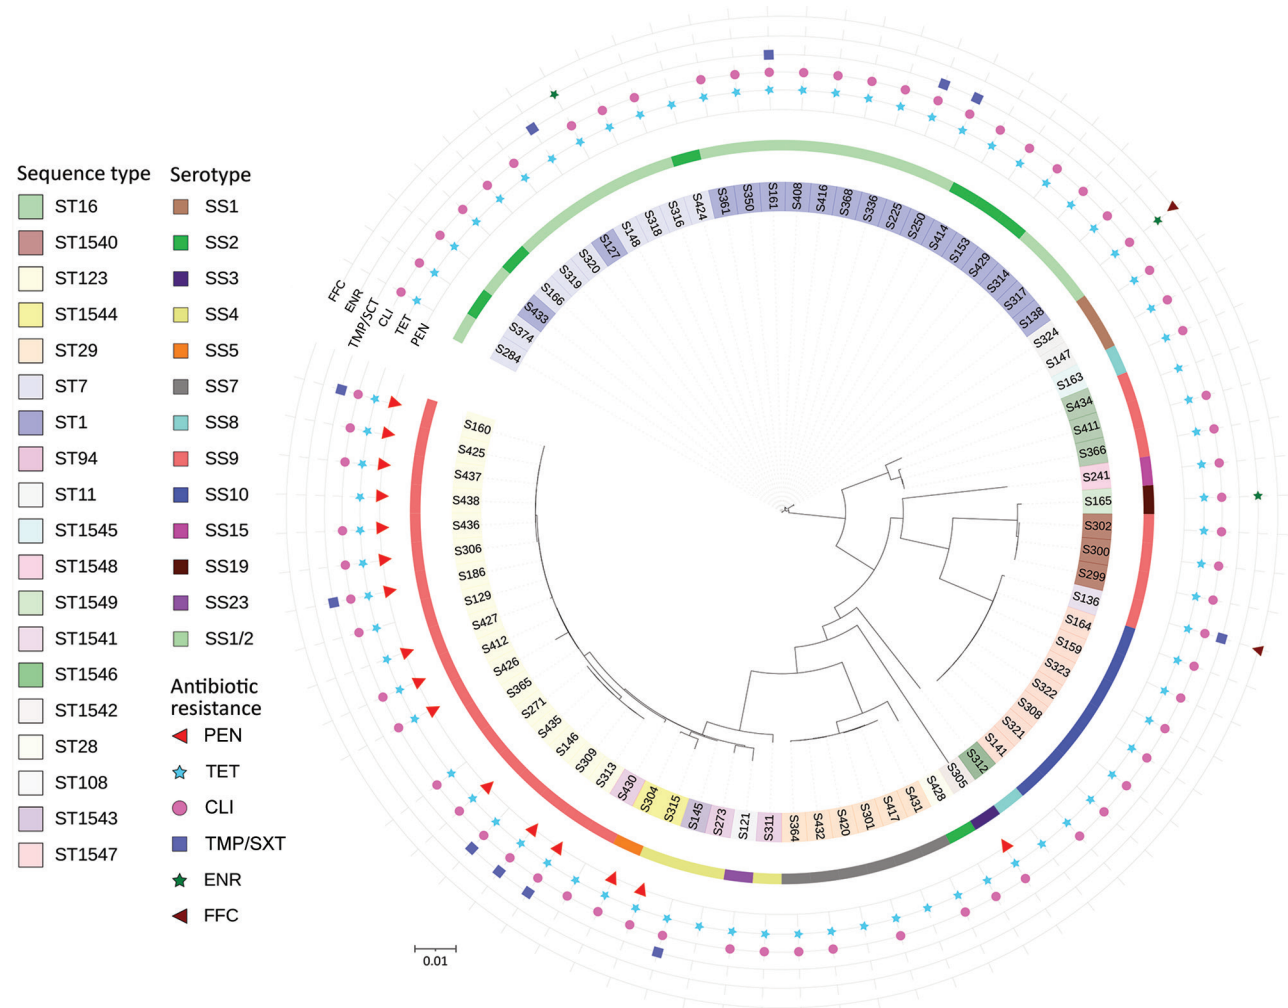 Sequence type
ST16
ST1540
ST123
ST1544
ST29
ST7
ST1
ST94
ST11
ST1545
ST1548
ST1549
ST1541
ST1546
ST1542
ST28
ST108
ST1543
ST1547
Serotype
SS1
SS2
SS3
SS4
SS5
SS7
SS8
SS9
SS10
SS15
SS19
SS23
SS1/2
Antibiotic
resistance
PEN
TET
CLI
TMP/SXT
ENR
FFC
FFC
ENR
TMP/SCT
CLI
TET
PEN
S284
S374
S433
S166
S319
S320
S127
S148
S318
S316
S424
S361
S350
S161
S408
S416
S368
S336
S225
S250
S414
S153
S429
S314
S317
S138
S324
S147
S163
S434
S411
S366
S241
S165
S302
S300
S299
S136
S164
S159
S323
S322
S308
S321
S141
S312
S305
S428
S431
S417
S301
S420
S432
S364
S311
S121
S273
S145
S315
S304
S430
S313
S309
S146
S435
S271
S365
S426
S412
S427
S129
S186
S306
S436
S438
S437
S425
S160
0.01